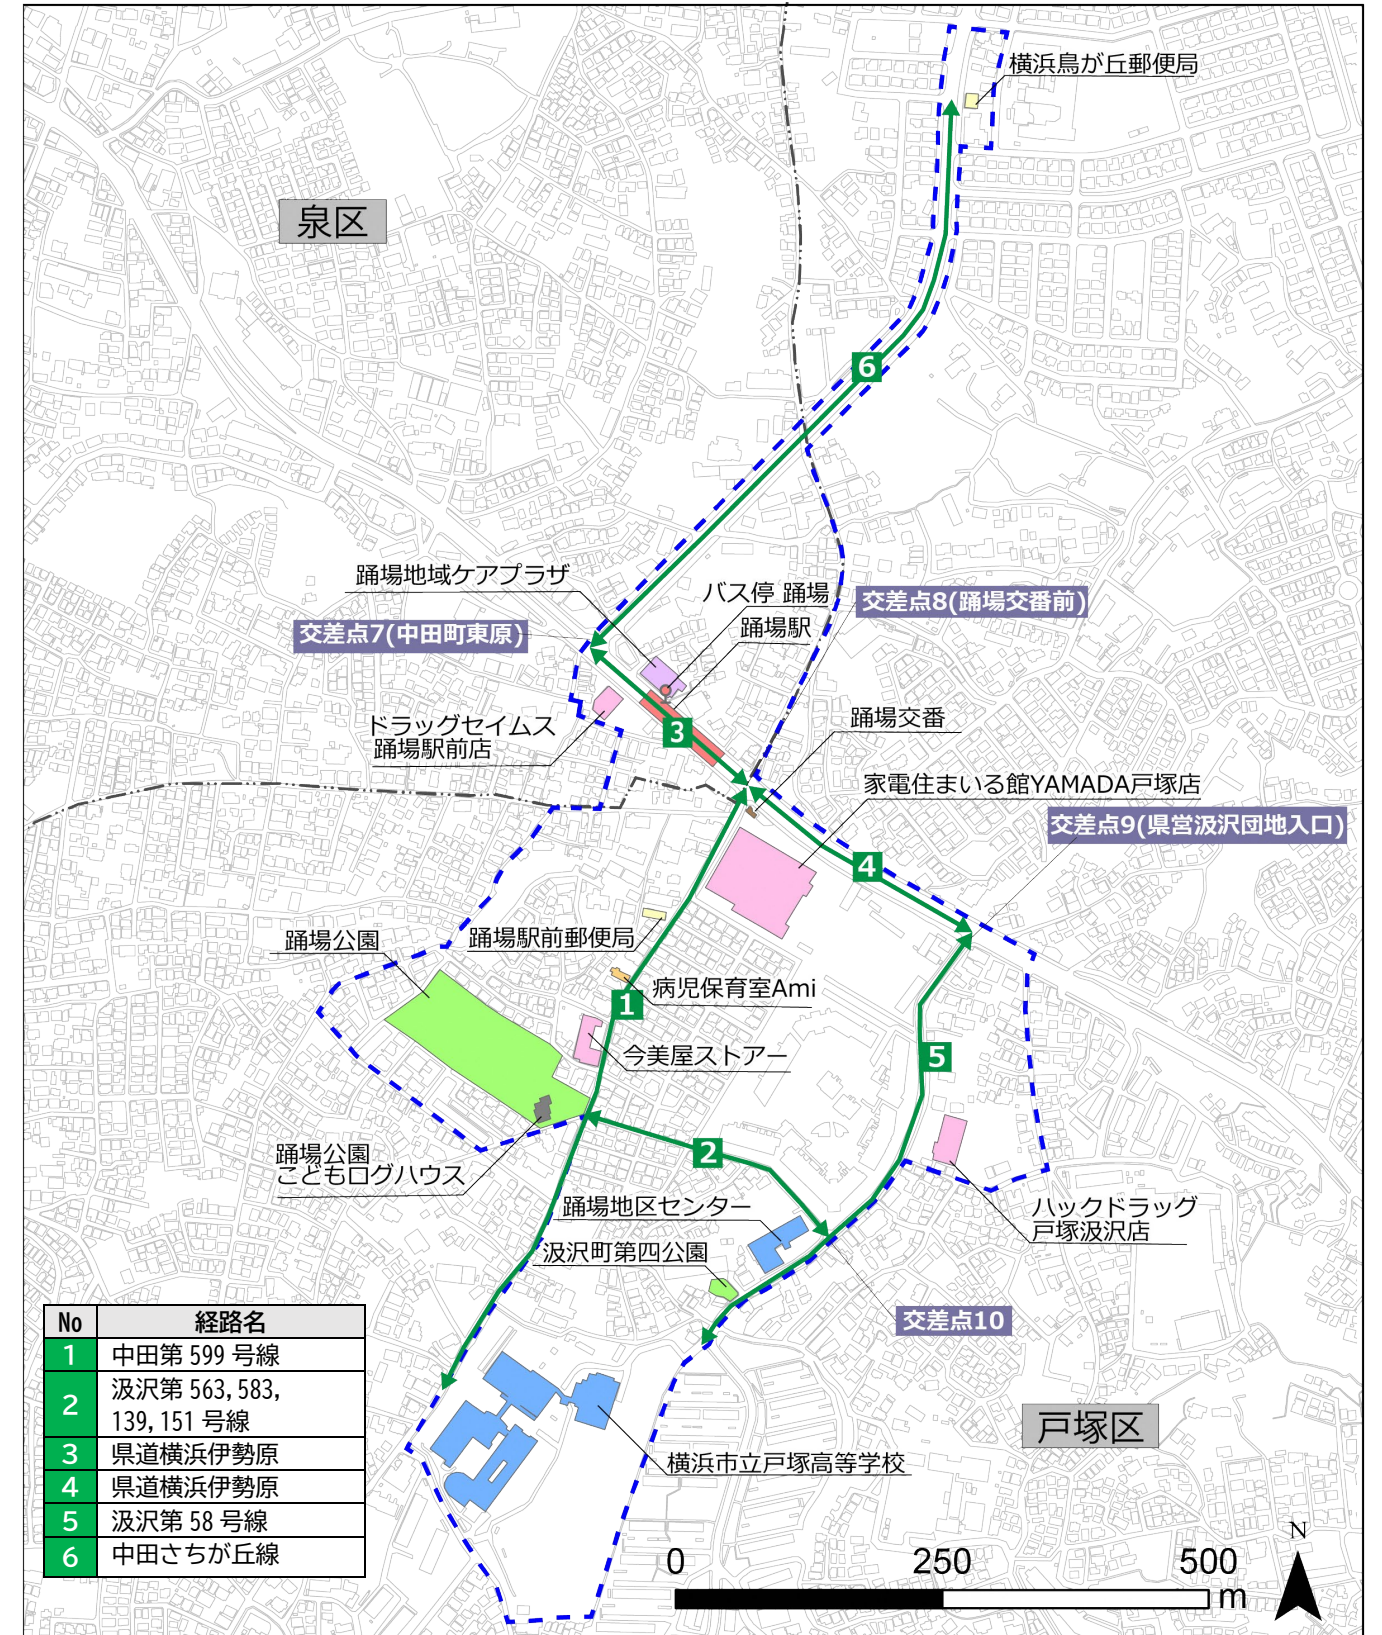 横浜鳥が丘郵便局
泉区
6
踊場地域ケアプラザ
バス停 踊場
交差点8(踊場交番前)
交差点7(中田町東原)
踊場駅
ドラッグセイムス
踊場駅前店
3
踊場交番
家電住まいる館YAMADA戸塚店
交差点9(県営汲沢団地入口)
4
踊場公園
踊場駅前郵便局
病児保育室Ami
1
今美屋ストアー
5
踊場公園
こどもログハウス
2
踊場地区センター
ハックドラッグ
戸塚汲沢店
汲沢町第四公園
交差点10
戸塚区
横浜市立戸塚高等学校
No 経路名
1 中田第 599 号線
2 汲沢第 563, 583,
139, 151 号線
3 県道横浜伊勢原
4 県道横浜伊勢原
5 汲沢第 58 号線
6 中田さちが丘線
0 250 500
m
N